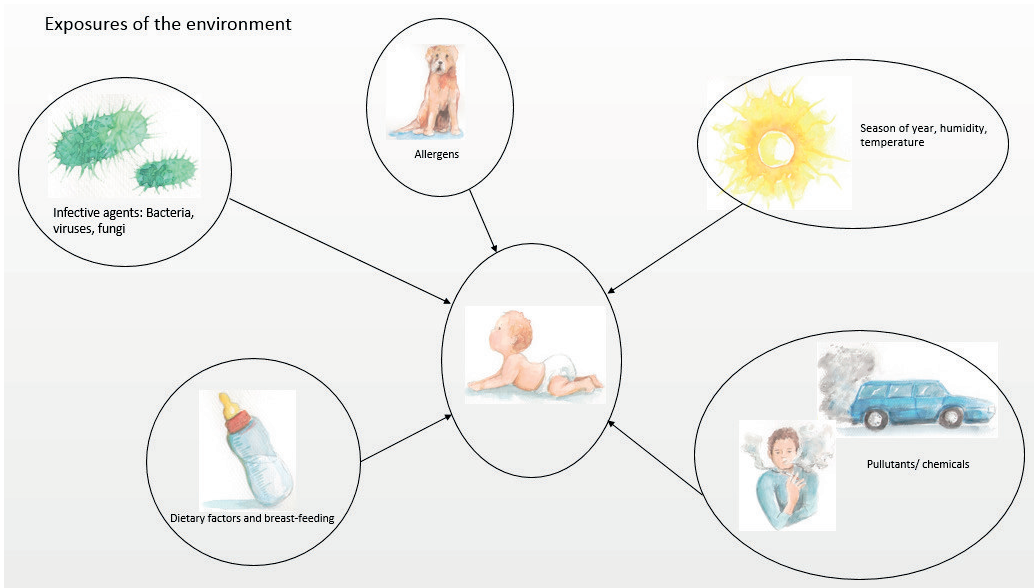 Exposures of the environment
Allergens
Season of year, humidity,
temperature
Infective agents: Bacteria,
viruses, fungi
Pollutants/ chemicals
Dietary factors and breast-feeding